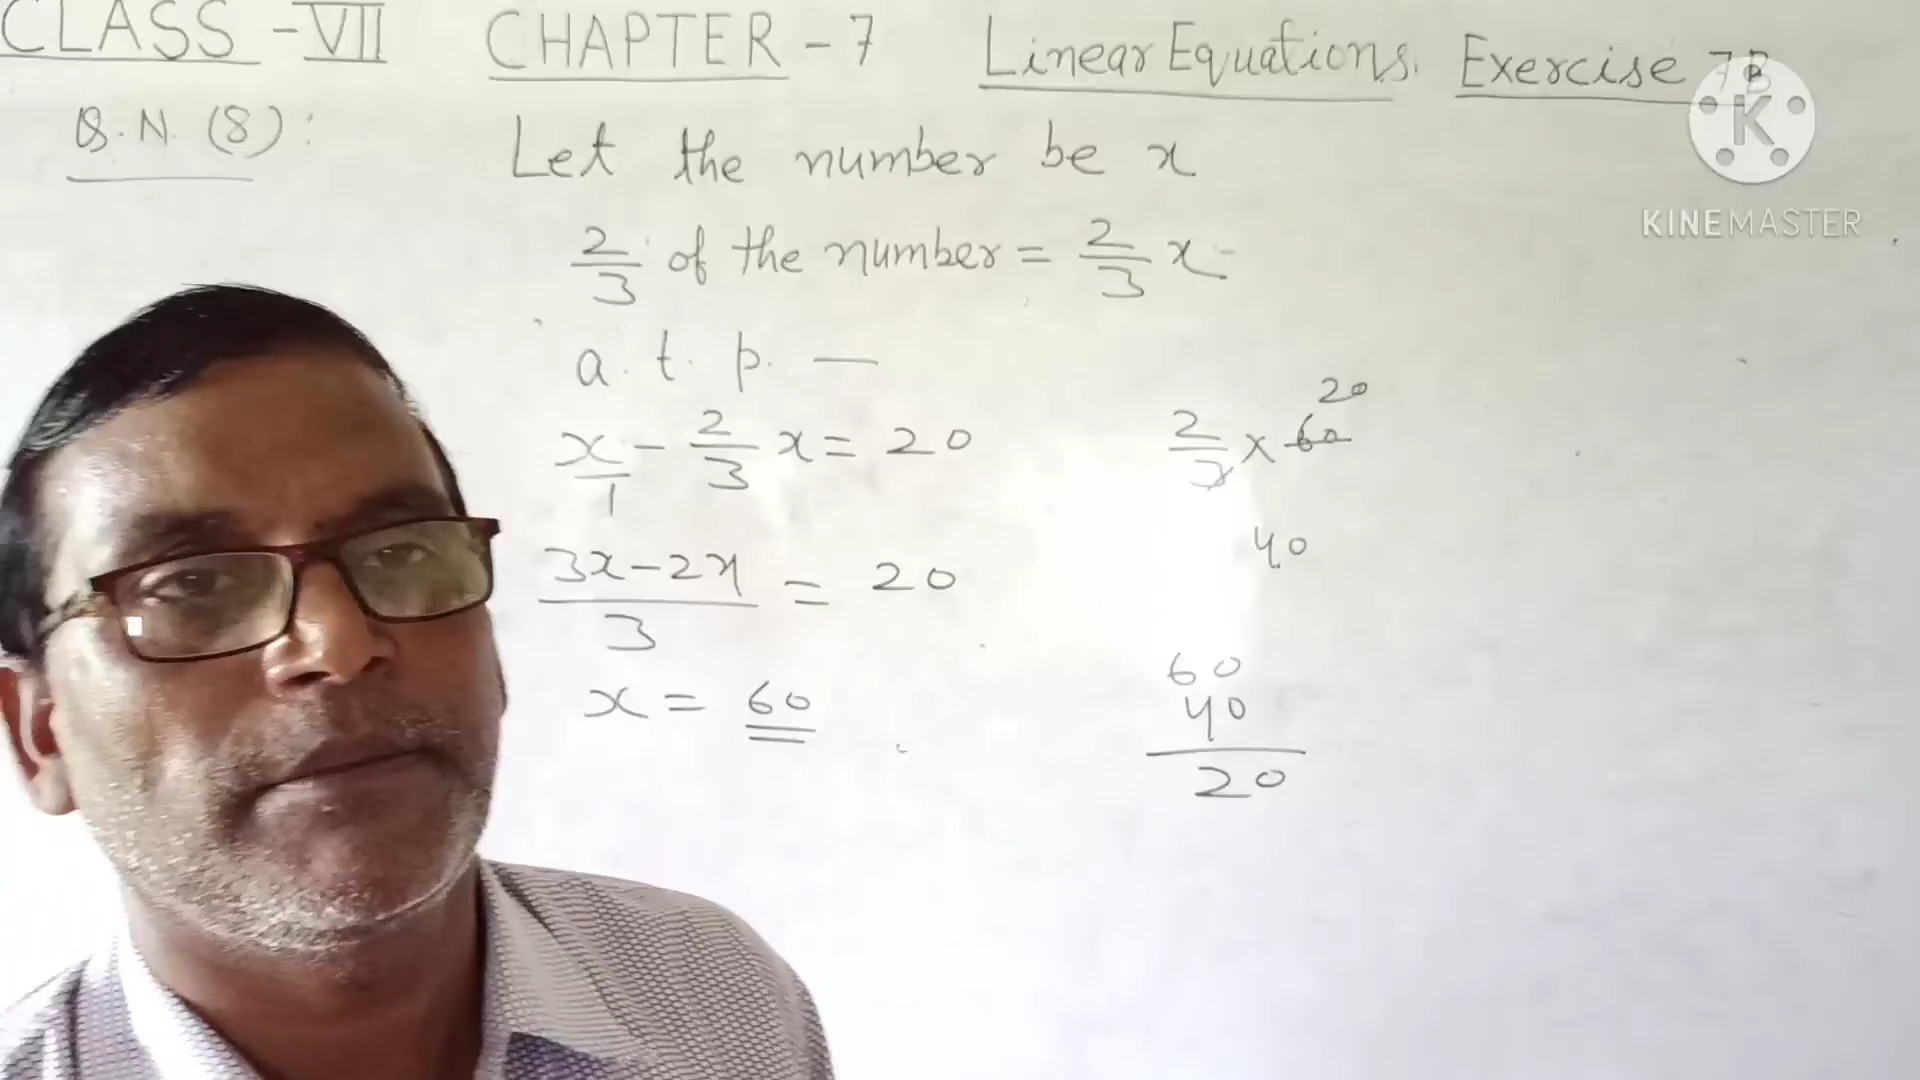 CLASS - VII CHAPTER - 7 Linear Equations. Exercise 7B
Q.N. (8): Let the number be x
2/3 of the number = 2/3 x
a. t. p. —
x/1 - 2/3 x = 20
(3x-2x)/3 = 20
x = 60
20
2/3 x 60
40
60
40
20
K
KINEMASTER